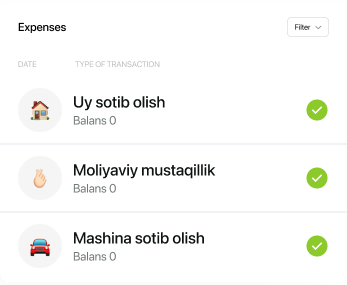 Expenses
Filter
DATE TYPE OF TRANSACTION
Uy sotib olish
Balans 0
Moliyaviy mustaqillik
Balans 0
Mashina sotib olish
Balans 0